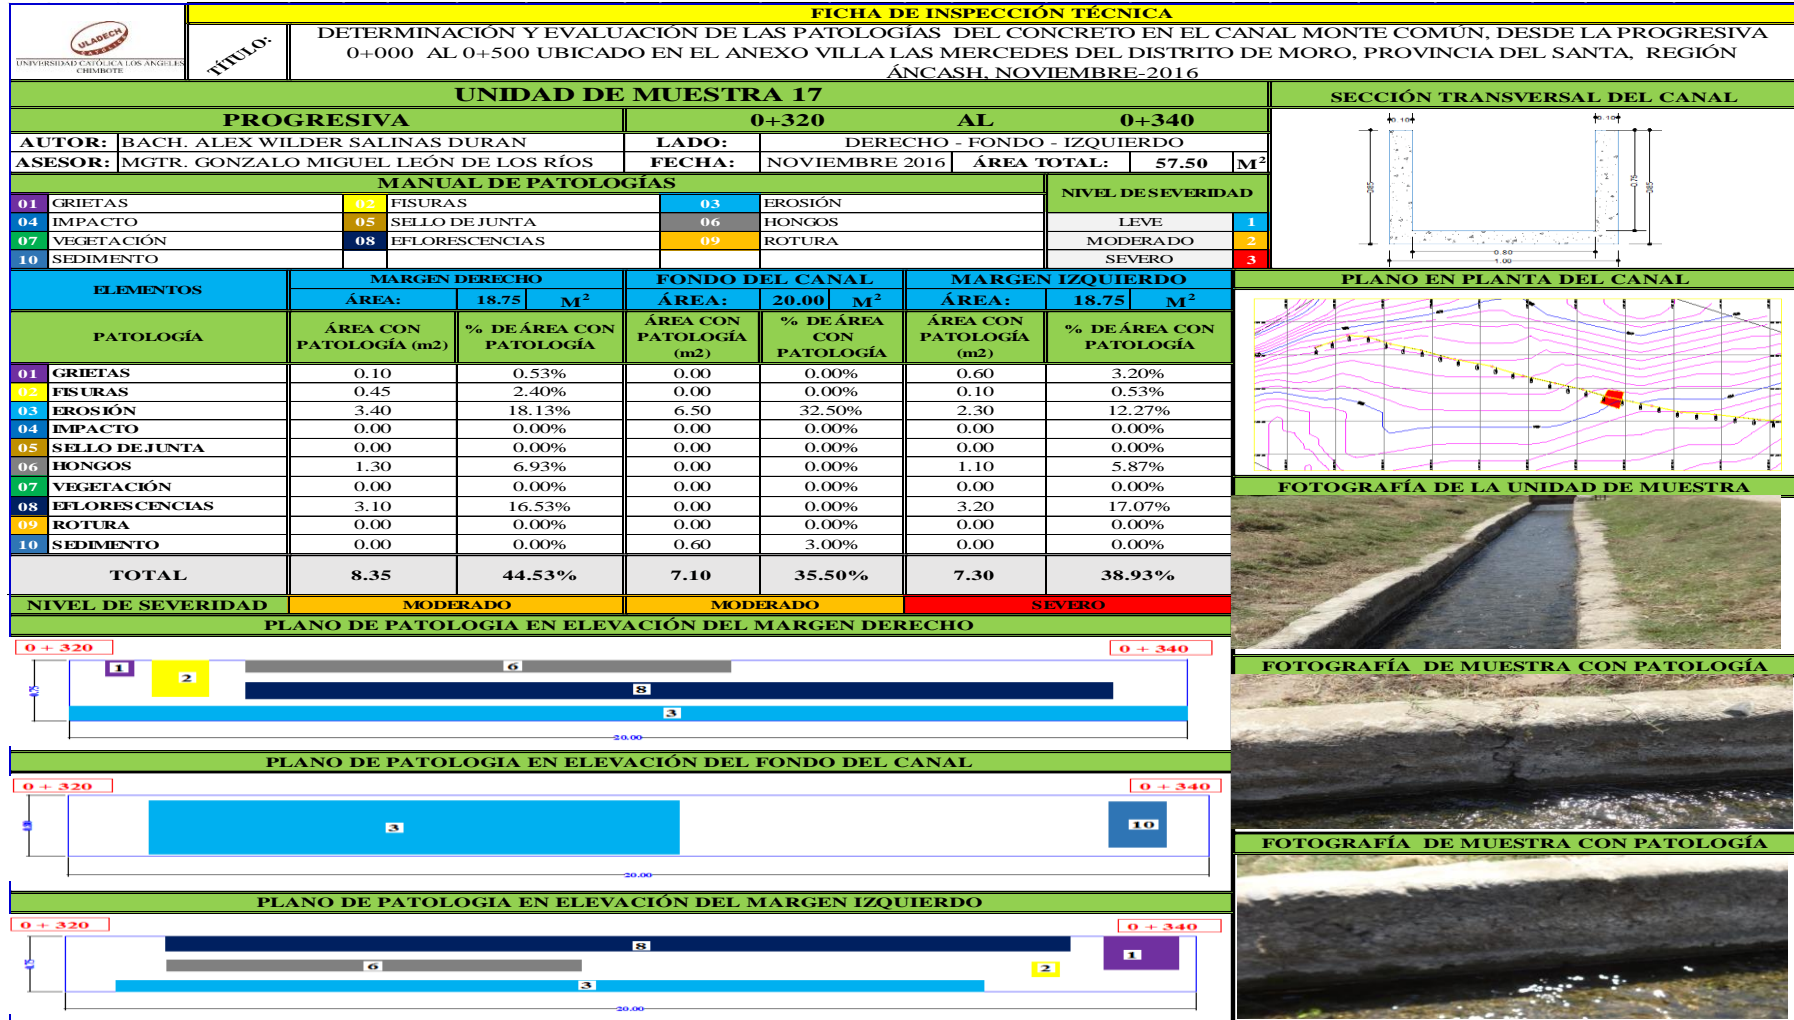 FICHA DE INSPECCIÓN TÉCNICA
ULADECH
CATÓLICA
UNIVERSIDAD CATÓLICA LOS ANGELES
CHIMBOTE
TÍTULO:
DETERMINACIÓN Y EVALUACIÓN DE LAS PATOLOGÍAS DEL CONCRETO EN EL CANAL MONTE COMÚN, DESDE LA PROGRESIVA
0+000 AL 0+500 UBICADO EN EL ANEXO VILLA LAS MERCEDES DEL DISTRITO DE MORO, PROVINCIA DEL SANTA, REGIÓN
ÁNCASH, NOVIEMBRE-2016
UNIDAD DE MUESTRA 17
SECCIÓN TRANSVERSAL DEL CANAL
PROGRESIVA 0+320 AL 0+340
AUTOR: BACH. ALEX WILDER SALINAS DURAN LADO: DERECHO - FONDO - IZQUIERDO
ASESOR: MGTR. GONZALO MIGUEL LEÓN DE LOS RÍOS FECHA: NOVIEMBRE 2016 ÁREA TOTAL: 57.50 M²
0.10 0.10
0.85 0.75 0.85
0.80
1.00
MANUAL DE PATOLOGÍAS NIVEL DE SEVERIDAD
01 GRIETAS 02 FISURAS 03 EROSIÓN
04 IMPACTO 05 SELLO DE JUNTA 06 HONGOS LEVE 1
07 VEGETACIÓN 08 EFLORESCENCIAS 09 ROTURA MODERADO 2
10 SEDIMENTO SEVERO 3
ELEMENTOS MARGEN DERECHO FONDO DEL CANAL MARGEN IZQUIERDO
ÁREA: 18.75 M² ÁREA: 20.00 M² ÁREA: 18.75 M²
PLANO EN PLANTA DEL CANAL
PATOLOGÍA ÁREA CON PATOLOGÍA (m2) % DE ÁREA CON PATOLOGÍA ÁREA CON PATOLOGÍA (m2) % DE ÁREA CON PATOLOGÍA ÁREA CON PATOLOGÍA (m2) % DE ÁREA CON PATOLOGÍA
01 GRIETAS 0.10 0.53% 0.00 0.00% 0.60 3.20%
02 FISURAS 0.45 2.40% 0.00 0.00% 0.10 0.53%
03 EROSIÓN 3.40 18.13% 6.50 32.50% 2.30 12.27%
04 IMPACTO 0.00 0.00% 0.00 0.00% 0.00 0.00%
05 SELLO DE JUNTA 0.00 0.00% 0.00 0.00% 0.00 0.00%
06 HONGOS 1.30 6.93% 0.00 0.00% 1.10 5.87%
07 VEGETACIÓN 0.00 0.00% 0.00 0.00% 0.00 0.00%
08 EFLORESCENCIAS 3.10 16.53% 0.00 0.00% 3.20 17.07%
09 ROTURA 0.00 0.00% 0.00 0.00% 0.00 0.00%
10 SEDIMENTO 0.00 0.00% 0.60 3.00% 0.00 0.00%
TOTAL 8.35 44.53% 7.10 35.50% 7.30 38.93%
NIVEL DE SEVERIDAD MODERADO MODERADO SEVERO
FOTOGRAFÍA DE LA UNIDAD DE MUESTRA
PLANO DE PATOLOGIA EN ELEVACIÓN DEL MARGEN DERECHO
0 + 320 0 + 340
1 2 6 8 3
0.75
20.00
FOTOGRAFÍA DE MUESTRA CON PATOLOGÍA
PLANO DE PATOLOGIA EN ELEVACIÓN DEL FONDO DEL CANAL
0 + 320 0 + 340
3 10
20.00
FOTOGRAFÍA DE MUESTRA CON PATOLOGÍA
PLANO DE PATOLOGIA EN ELEVACIÓN DEL MARGEN IZQUIERDO
0 + 320 0 + 340
8 1 6 2 3
0.75
20.00